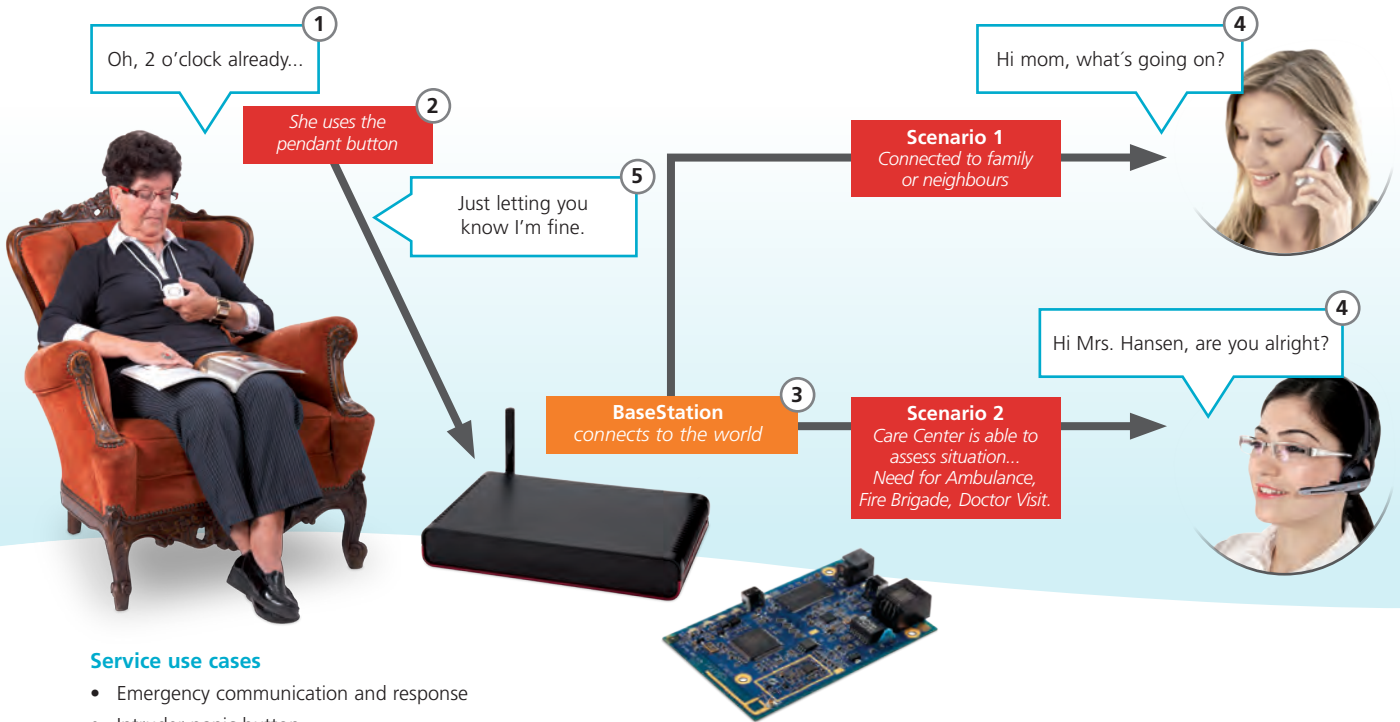 1
Oh, 2 o’clock already...
2
She uses the
pendant button
5
Just letting you
know I’m fine.
Scenario 1
Connected to family
or neighbours
4
Hi mom, what´s going on?
3
BaseStation
connects to the world
Scenario 2
Care Center is able to
assess situation...
Need for Ambulance,
Fire Brigade, Doctor Visit.
4
Hi Mrs. Hansen, are you alright?
Service use cases
• Emergency communication and response
• Intruder panic button